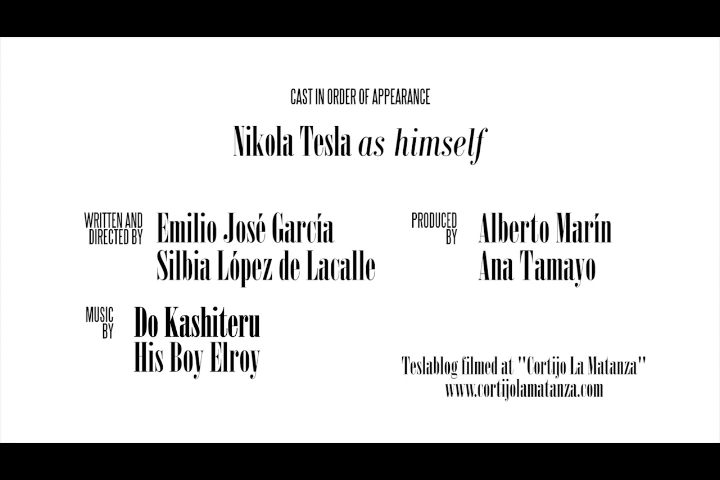 CAST IN ORDER OF APPEARANCE
Nikola Tesla as himself
WRITTEN AND
DIRECTED BY
Emilio José García
Silbia López de Lacalle
PRODUCED
BY
Alberto Marín
Ana Tamayo
MUSIC
BY
Do Kashiteru
His Boy Elroy
Teslablog filmed at "Cortijo La Matanza"
www.cortijolamatanza.com